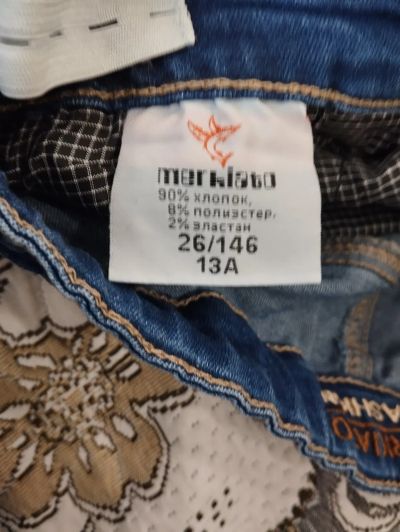 merkiato
90% хлопок,
8% полиэстер,
2% эластан
26/146
13A